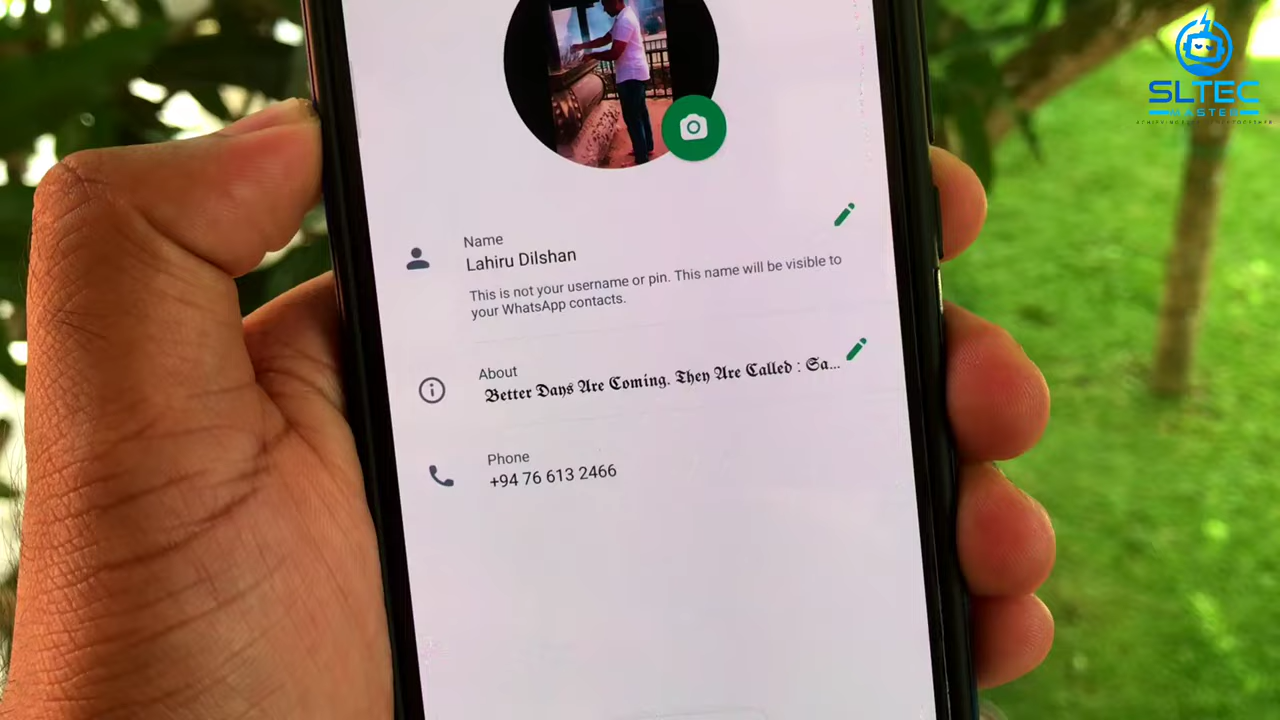 SLTEC
MASTER
Name
Lahiru Dilshan
This is not your username or pin. This name will be visible to
your WhatsApp contacts.
About
𝕭𝖊𝖙𝖙𝖊𝖗 𝕯𝖆𝖞𝖘 𝕬𝖗𝖊 𝕮𝖔𝖒𝖎𝖓𝖌. 𝕿𝖍𝖊𝖞 𝕬𝖗𝖊 𝕮𝖆𝖑𝖑𝖊𝖉 : 𝕾𝖆...
Phone
+94 76 613 2466